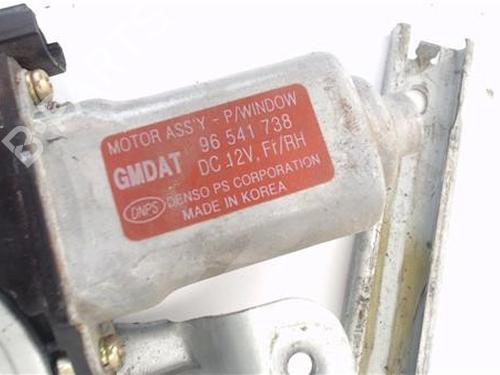 MOTOR ASS'Y - P/WINDOW
96 541 738
GMDAT DC 12V, Fr/RH
DNPS DENSO PS CORPORATION
MADE IN KOREA